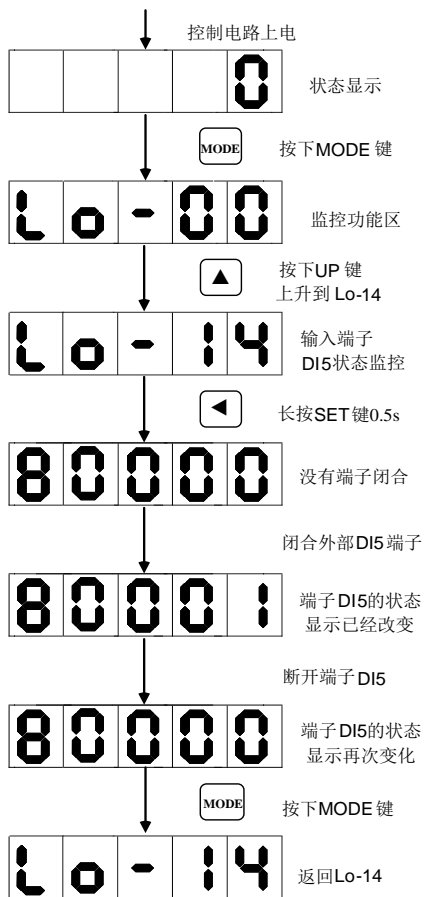 控制电路上电
0
状态显示
MODE
按下MODE 键
Lo-00
监控功能区
按下UP 键
上升到 Lo-14
Lo-14
输入端子
DI5状态监控
长按SET键0.5s
80000
没有端子闭合
闭合外部DI5端子
80001
端子DI5的状态
显示已经改变
断开端子DI5
80000
端子DI5的状态
显示再次变化
MODE
按下MODE 键
Lo-14
返回Lo-14